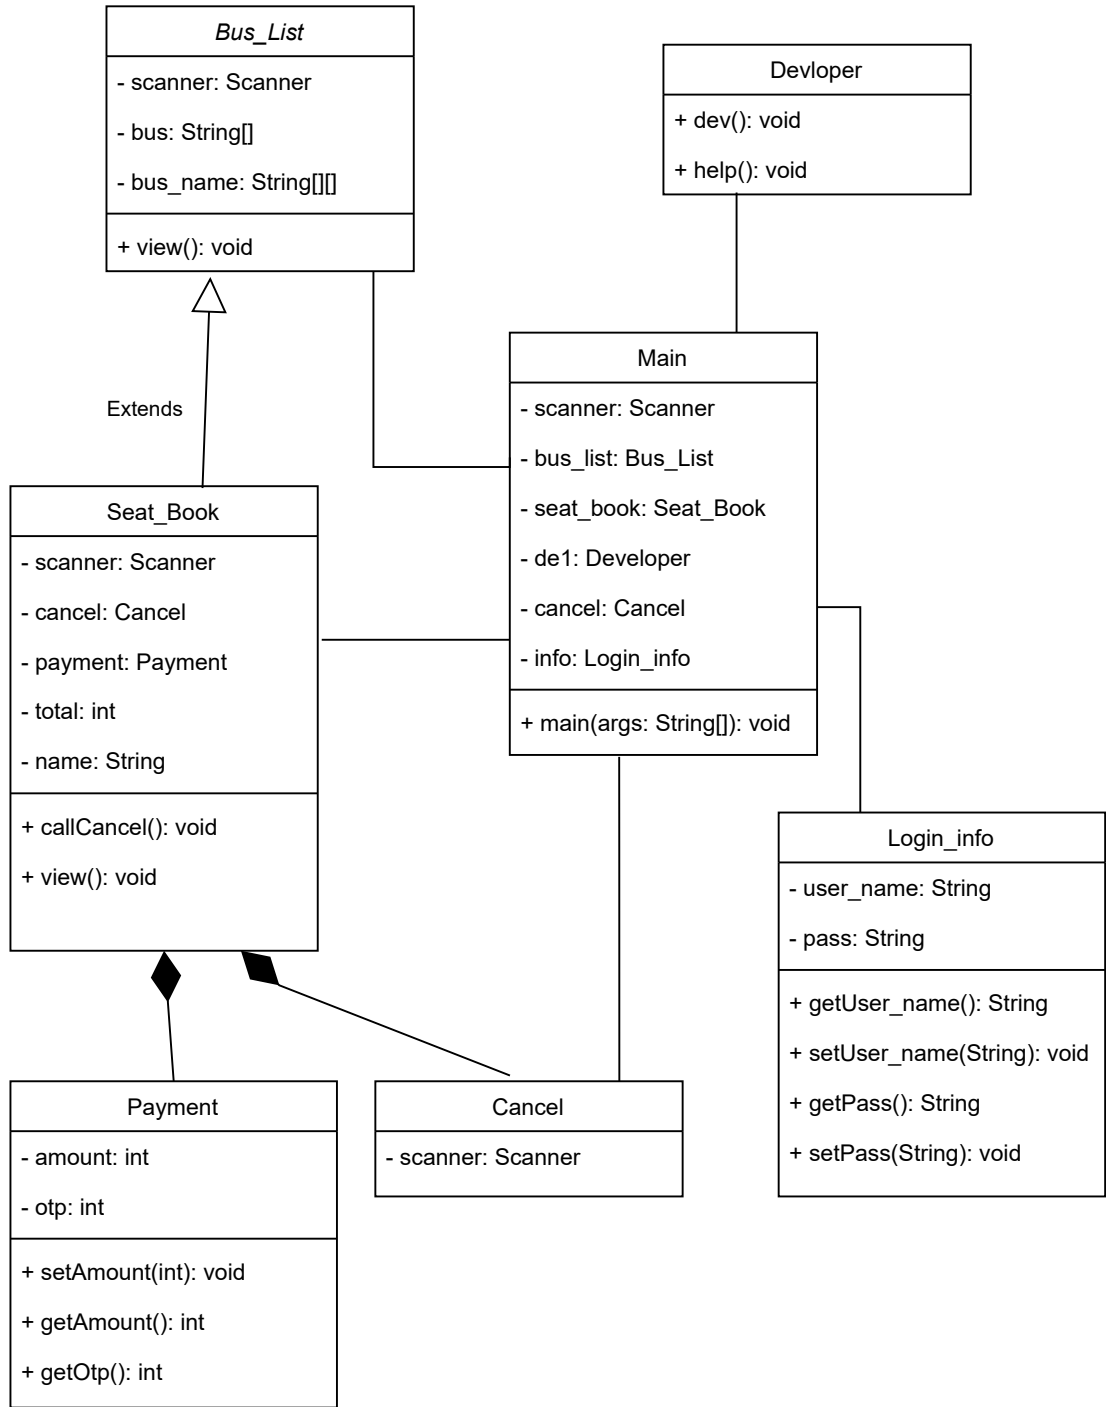 Bus_List
- scanner: Scanner
- bus: String[]
- bus_name: String[][]
+ view(): void
Devloper
+ dev(): void
+ help(): void
Extends
Main
- scanner: Scanner
- bus_list: Bus_List
- seat_book: Seat_Book
- de1: Developer
- cancel: Cancel
- info: Login_info
+ main(args: String[]): void
Seat_Book
- scanner: Scanner
- cancel: Cancel
- payment: Payment
- total: int
- name: String
+ callCancel(): void
+ view(): void
Login_info
- user_name: String
- pass: String
+ getUser_name(): String
+ setUser_name(String): void
+ getPass(): String
+ setPass(String): void
Payment
- amount: int
- otp: int
+ setAmount(int): void
+ getAmount(): int
+ getOtp(): int
Cancel
- scanner: Scanner